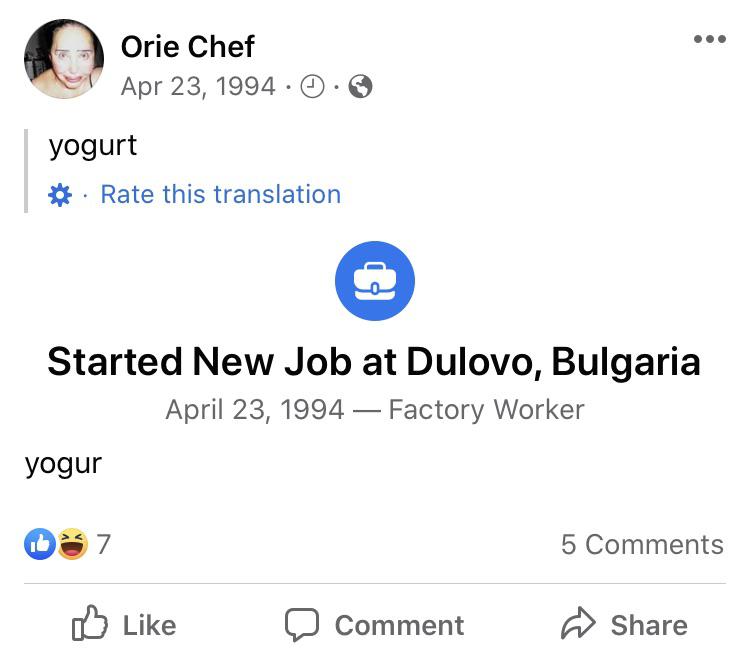 Orie Chef
Apr 23, 1994 ·  ·
yogurt
· Rate this translation
Started New Job at Dulovo, Bulgaria
April 23, 1994 — Factory Worker
yogur
7 5 Comments
Like Comment Share